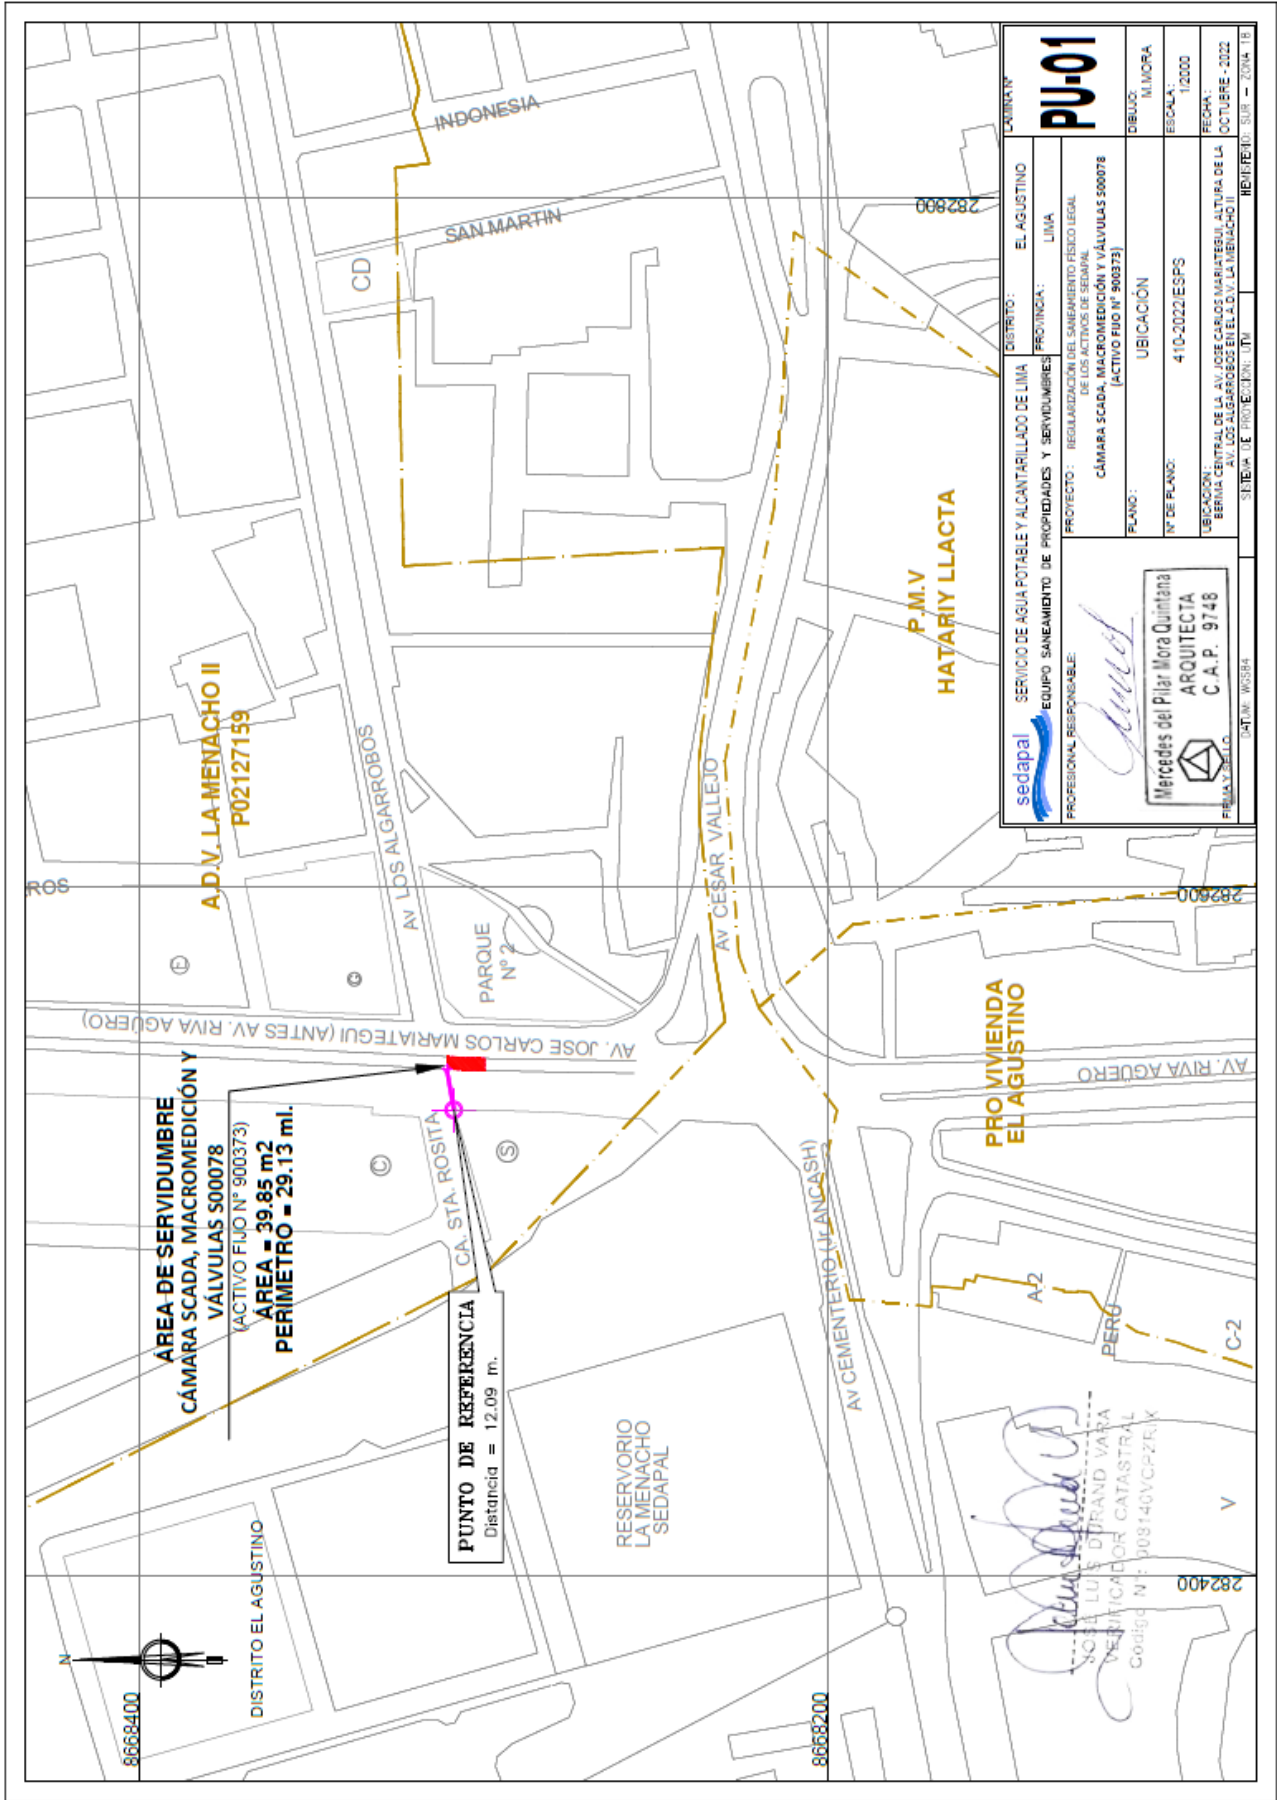 INDONESIA
SAN MARTIN
CD
282800
A.D.V. LA MENACHO II
P02127159
AV LOS ALGARROBOS
ROS
E
G
PARQUE
N° 2
AV CESAR VALLEJO
P.M.V
HATARIY LLACTA
282600
AV. JOSE CARLOS MARIATEGUI (ANTES AV. RIVA AGÜERO)
PRO VIVIENDA
EL AGUSTINO
AV. RIVA AGÜERO
ÁREA DE SERVIDUMBRE
CÁMARA SCADA, MACROMEDICIÓN Y
VÁLVULAS S00078
(ACTIVO FIJO N° 900373)
ÁREA = 39.85 m2
PERIMETRO = 29.13 ml.
C
S
CA. STA. ROSITA
PUNTO DE REFERENCIA
Distancia = 12.09 m.
AV CEMENTERIO (Jr ANCASH)
A2
PERU
C-2
V
RESERVORIO
LA MENACHO
SEDAPAL
DISTRITO EL AGUSTINO
N
8668400
8668200
282400
JOSE LUIS DURAND VARA
VERIFICADOR CATASTRAL
sedapal
SERVICIO DE AGUA POTABLE Y ALCANTARILLADO DE LIMA
EQUIPO SANEAMIENTO DE PROPIEDADES Y SERVIDUMBRES
DISTRITO: EL AGUSTINO
PROVINCIA: LIMA
LAMINA N°
PU-01
PROFESIONAL RESPONSABLE:
Mercedes del Pilar Mora Quintana
ARQUITECTA
C.A.P. 9748
FIRMA Y SELLO
PROYECTO: REGULARIZACIÓN DEL SANEAMIENTO FÍSICO LEGAL
DE LOS ACTIVOS DE SEDAPAL
CÁMARA SCADA, MACROMEDICIÓN Y VÁLVULAS S00078
(ACTIVO FIJO N° 900373)
DIBUJO: M.MORA
PLANO: UBICACIÓN
ESCALA: 1/2000
N° DE PLANO: 410-2022/ESPS
FECHA: OCTUBRE - 2022
UBICACION:
BERMA CENTRAL DE LA AV. JOSE CARLOS MARIATEGUI, ALTURA DE LA
AV. LOS ALGARROBOS EN EL A.D.V. LA MENACHO II
DATUM: WGS84
SISTEMA DE PROYECCION: UTM
HEMISFERIO: SUR - ZONA 18